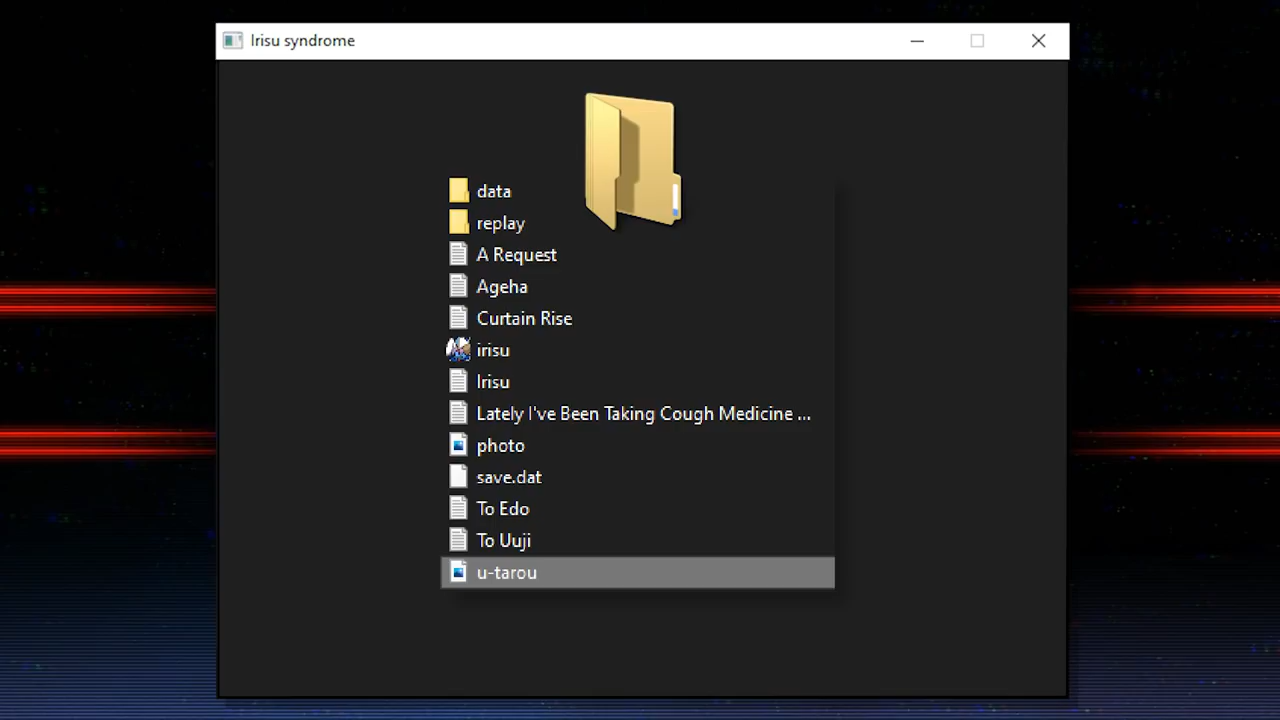 Irisu syndrome
data
replay
A Request
Ageha
Curtain Rise
irisu
Irisu
Lately I've Been Taking Cough Medicine ...
photo
save.dat
To Edo
To Uuji
u-tarou